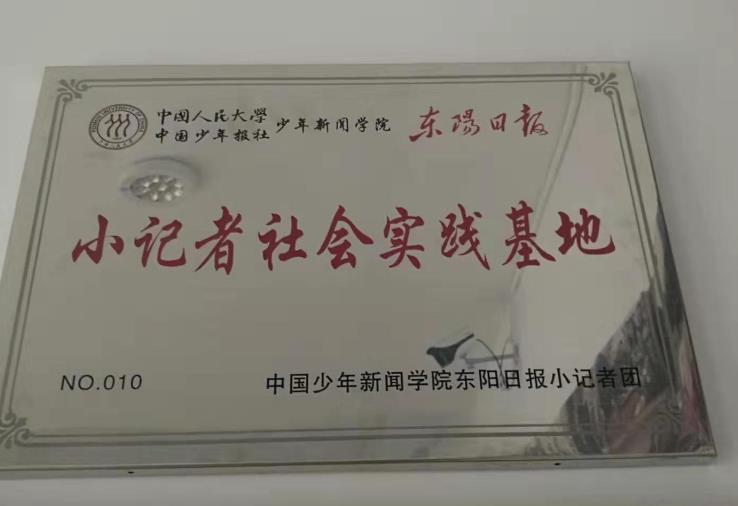 中國人民大學
中国少年报社 少年新闻学院 东陽日报
小记者社会实践基地
NO.010 中国少年新闻学院东阳日报小记者团